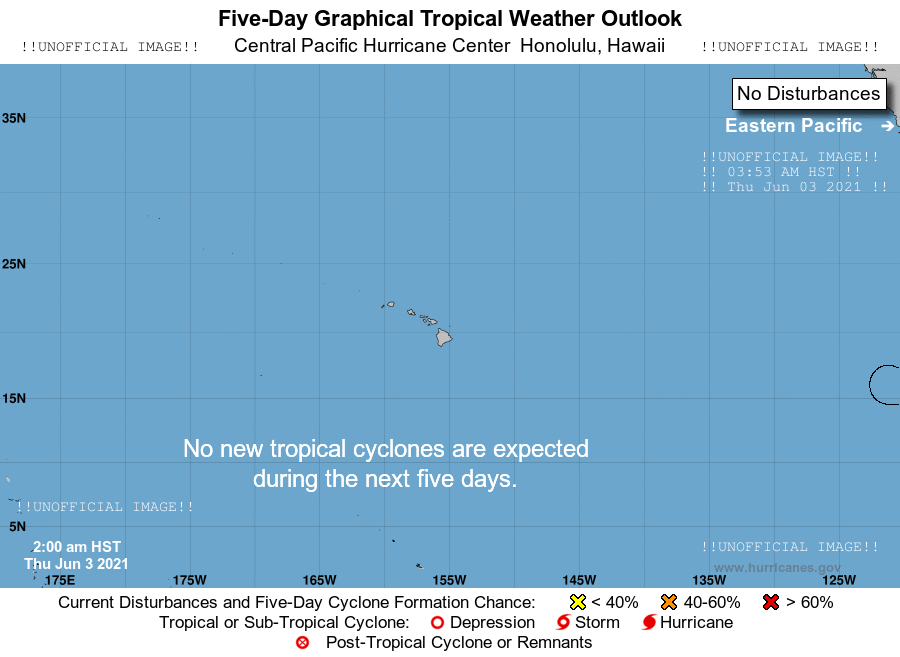 Five-Day Graphical Tropical Weather Outlook
!!UNOFFICIAL IMAGE!! Central Pacific Hurricane Center Honolulu, Hawaii !!UNOFFICIAL IMAGE!!
No Disturbances
35N
Eastern Pacific →
!!UNOFFICIAL IMAGE!!
!! 03:53 AM HST !!
!! Thu Jun 03 2021 !!
25N
15N
No new tropical cyclones are expected
during the next five days.
!!UNOFFICIAL IMAGE!!
5N
2:00 am HST
Thu Jun 3 2021
!!UNOFFICIAL IMAGE!!
www.hurricanes.gov
175E 175W 165W 155W 145W 135W 125W
Current Disturbances and Five-Day Cyclone Formation Chance: < 40% 40-60% > 60%
Tropical or Sub-Tropical Cyclone: Depression Storm Hurricane
Post-Tropical Cyclone or Remnants